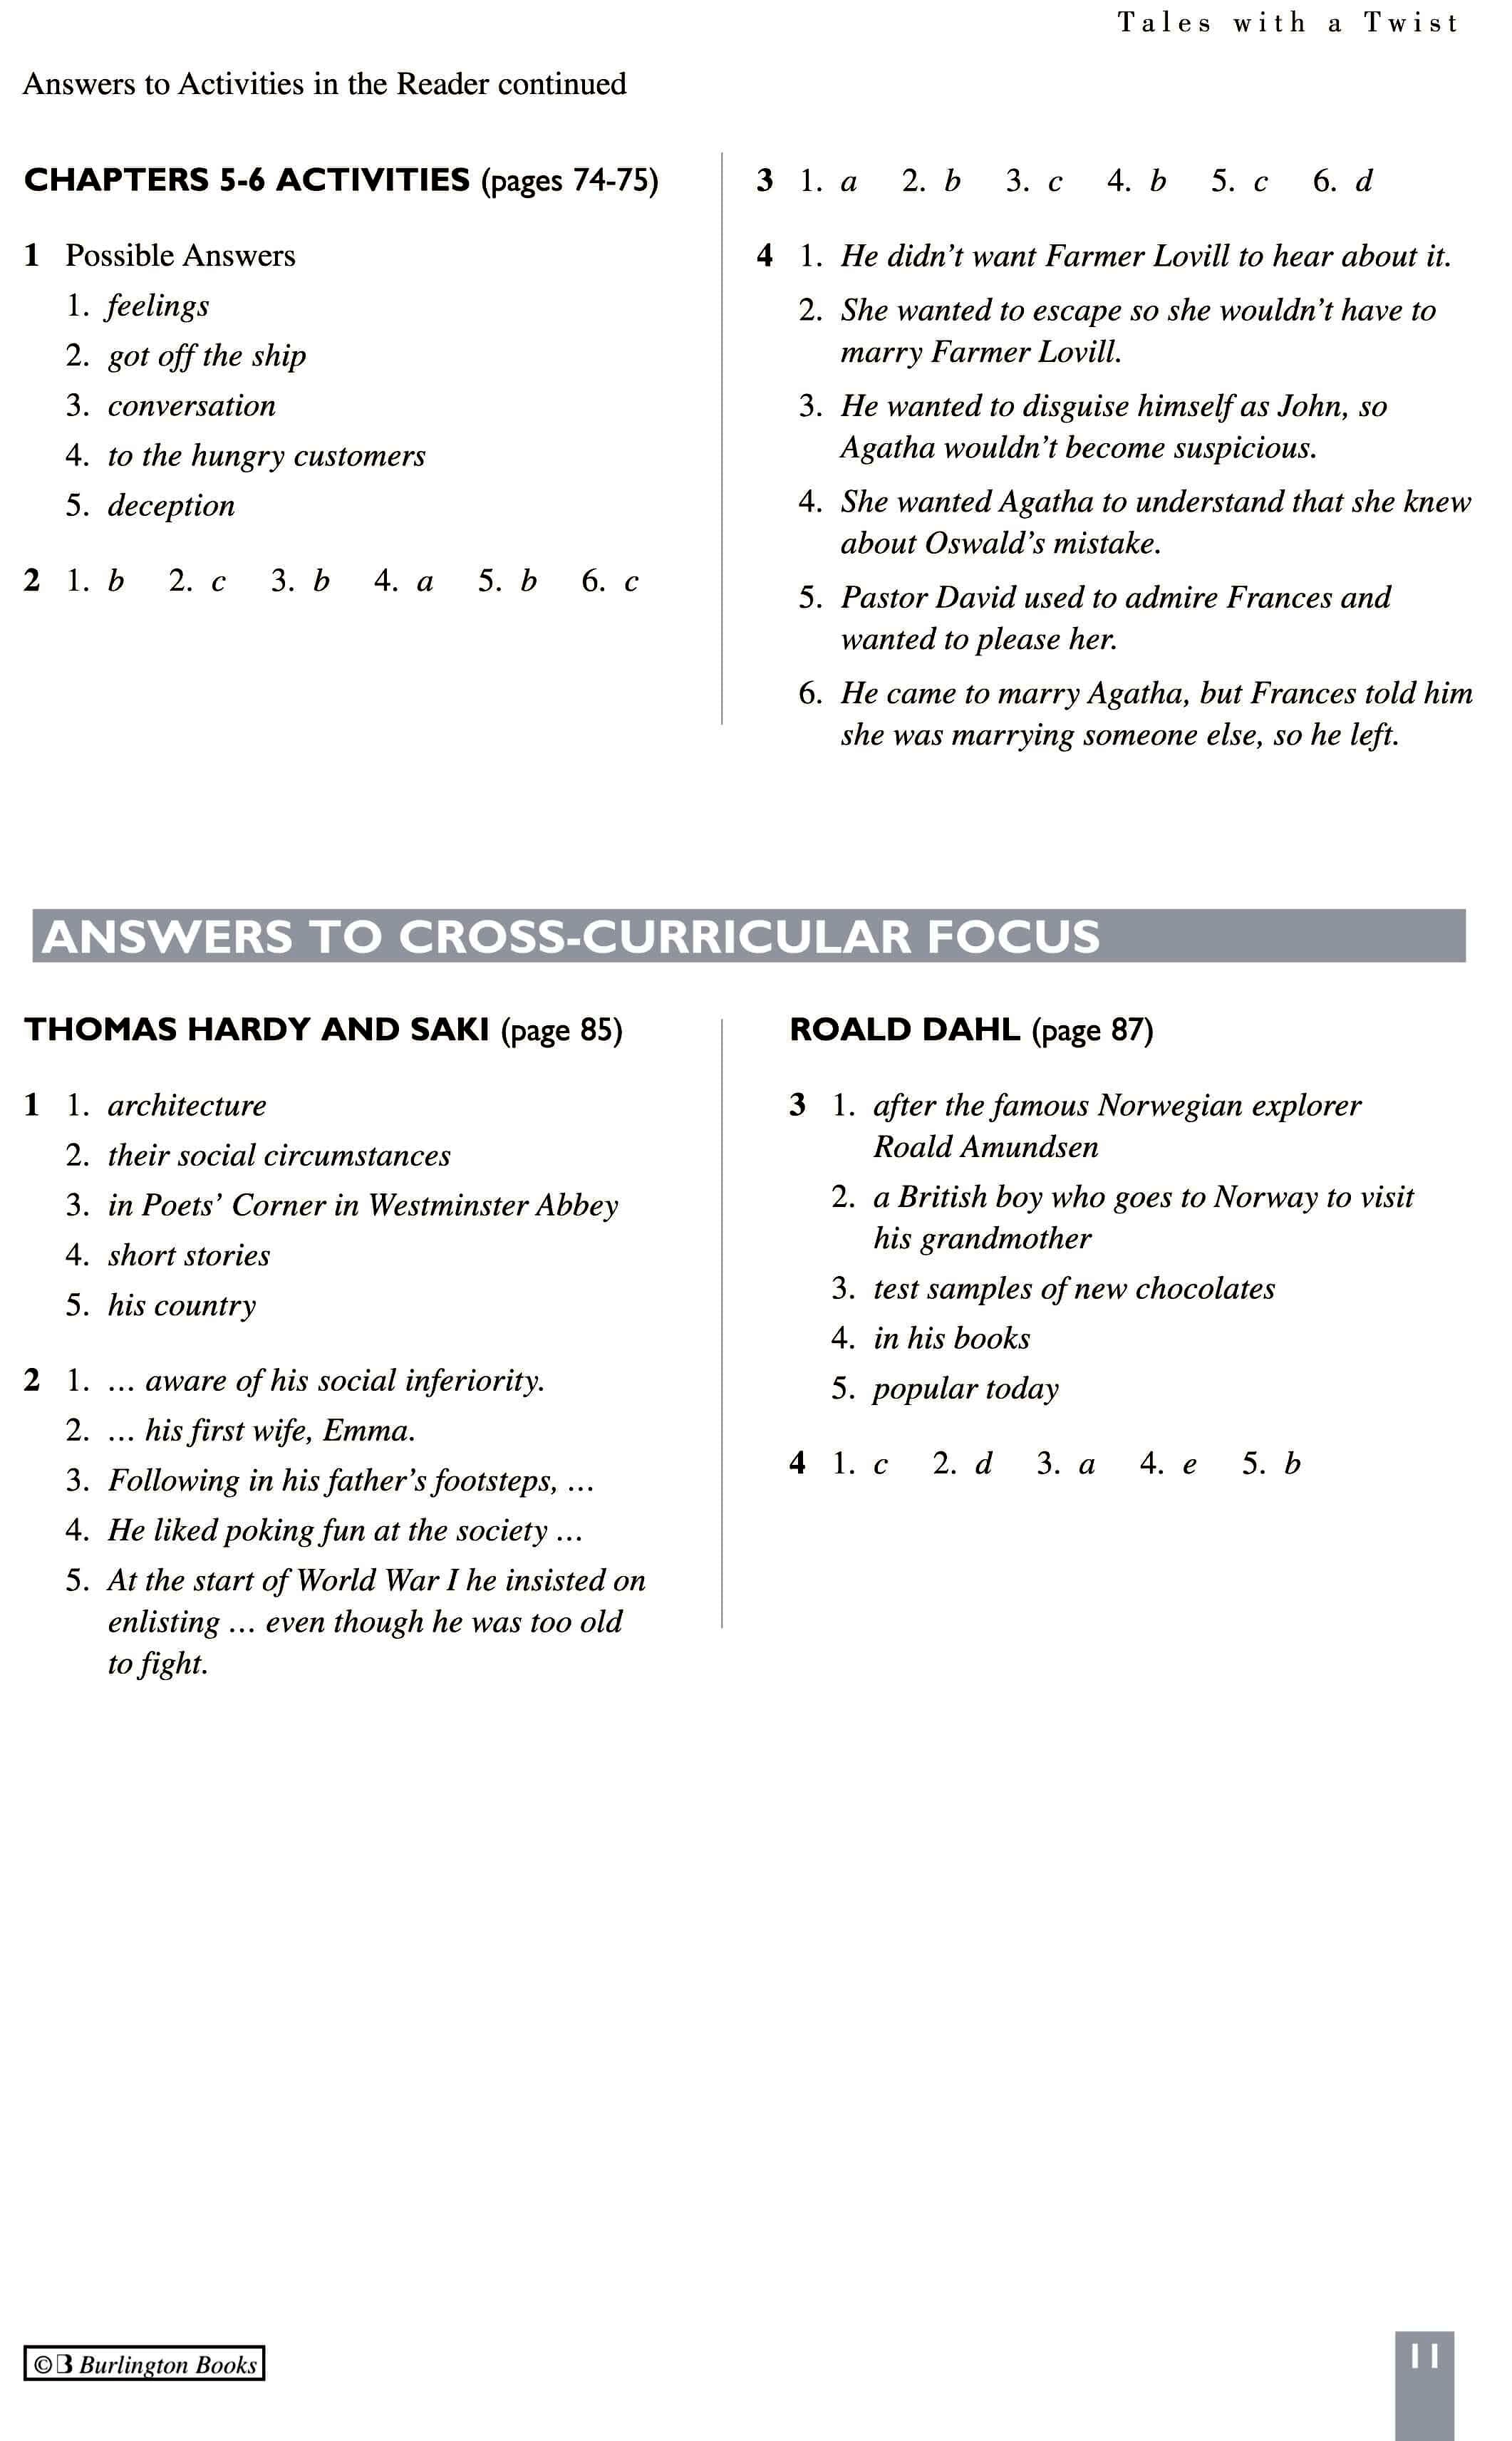 Tales with a Twist
Answers to Activities in the Reader continued
CHAPTERS 5-6 ACTIVITIES (pages 74-75)
1 Possible Answers
1. feelings
2. got off the ship
3. conversation
4. to the hungry customers
5. deception
2 1. b 2. c 3. b 4. a 5. b 6. c
3 1. a 2. b 3. c 4. b 5. c 6. d
4 1. He didn’t want Farmer Lovill to hear about it.
2. She wanted to escape so she wouldn’t have to
marry Farmer Lovill.
3. He wanted to disguise himself as John, so
Agatha wouldn’t become suspicious.
4. She wanted Agatha to understand that she knew
about Oswald’s mistake.
5. Pastor David used to admire Frances and
wanted to please her.
6. He came to marry Agatha, but Frances told him
she was marrying someone else, so he left.
ANSWERS TO CROSS-CURRICULAR FOCUS
THOMAS HARDY AND SAKI (page 85)
1 1. architecture
2. their social circumstances
3. in Poets’ Corner in Westminster Abbey
4. short stories
5. his country
2 1. … aware of his social inferiority.
2. … his first wife, Emma.
3. Following in his father’s footsteps, …
4. He liked poking fun at the society …
5. At the start of World War I he insisted on
enlisting … even though he was too old
to fight.
ROALD DAHL (page 87)
3 1. after the famous Norwegian explorer
Roald Amundsen
2. a British boy who goes to Norway to visit
his grandmother
3. test samples of new chocolates
4. in his books
5. popular today
4 1. c 2. d 3. a 4. e 5. b
© B Burlington Books
11